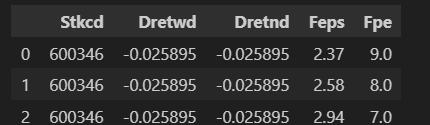 Stkcd Dretwd Dretnd Feps Fpe
0 600346 -0.025895 -0.025895 2.37 9.0
1 600346 -0.025895 -0.025895 2.58 8.0
2 600346 -0.025895 -0.025895 2.94 7.0